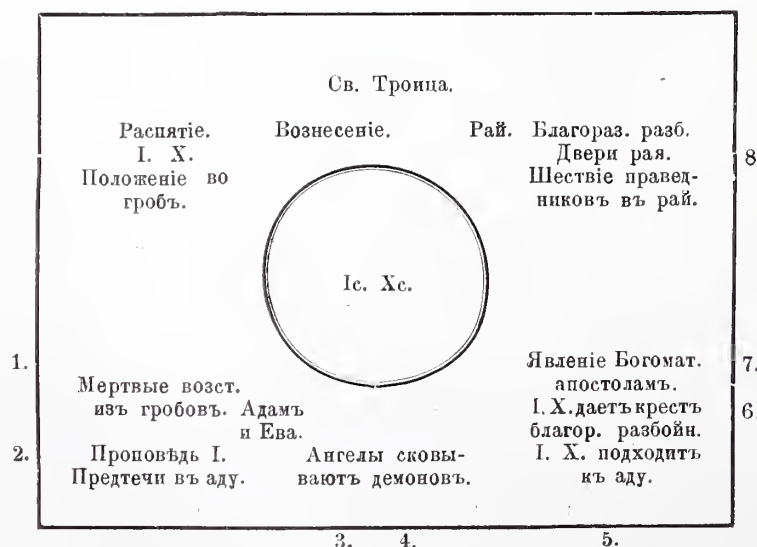 Св. Троица.
Распятіе. Вознесеніе. Рай. Благораз. разб.
І. Х. Двери рая. 8
Положеніе во Шествіе правед-
гробъ. никовъ въ рай.
Іс. Хс.
1. Явленіе Богомат. 7.
Мертвые возст. апостоламъ.
изъ гробовъ. Адамъ І. Х. даетъ крестъ 6.
и Ева. благор. разбойн.
2. Проповѣдь І. Ангелы сковы- І. Х. подходитъ
Предтечи въ аду. ваютъ демоновъ. къ аду.
3. 4. 5.